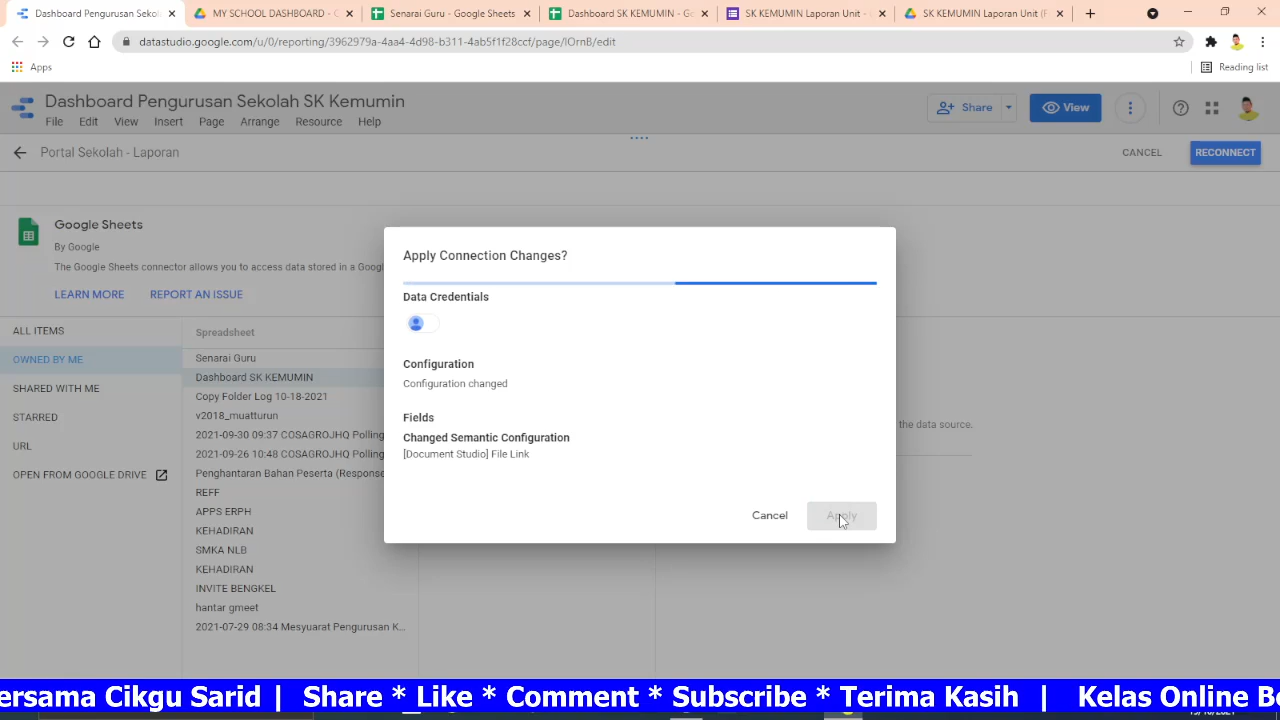 Dashboard Pengurusan Sekol
MY SCHOOL DASHBOARD - G
Senarai Guru - Google Sheets
Dashboard SK KEMUMIN - Go
SK KEMUMIN Laporan Unit -
SK KEMUMIN Laporan Unit (F
datastudio.google.com/u/0/reporting/3962979a-4aa4-4d98-b311-4ab5f1f28ccf/page/lOrnB/edit
Apps
Reading list
Dashboard Pengurusan Sekolah SK Kemumin
File Edit View Insert Page Arrange Resource Help
Share
View
Portal Sekolah - Laporan
CANCEL
RECONNECT
Google Sheets
By Google
The Google Sheets connector allows you to access data stored in a Goog
LEARN MORE
REPORT AN ISSUE
ALL ITEMS
OWNED BY ME
SHARED WITH ME
STARRED
URL
OPEN FROM GOOGLE DRIVE
Spreadsheet
Senarai Guru
Dashboard SK KEMUMIN
Copy Folder Log 10-18-2021
v2018_muatturun
2021-09-30 09:37 COSAGROJHQ Polling
2021-09-26 10:48 COSAGROJHQ Polling
Penghantaran Bahan Peserta (Response
REFF
APPS ERPH
KEHADIRAN
SMKA NLB
KEHADIRAN
INVITE BENGKEL
hantar gmeet
2021-07-29 08:34 Mesyuarat Pengurusan K...
the data source.
Apply Connection Changes?
Data Credentials
Configuration
Configuration changed
Fields
Changed Semantic Configuration
[Document Studio] File Link
Cancel
Apply
ersama Cikgu Sarid | Share * Like * Comment * Subscribe * Terima Kasih | Kelas Online Be